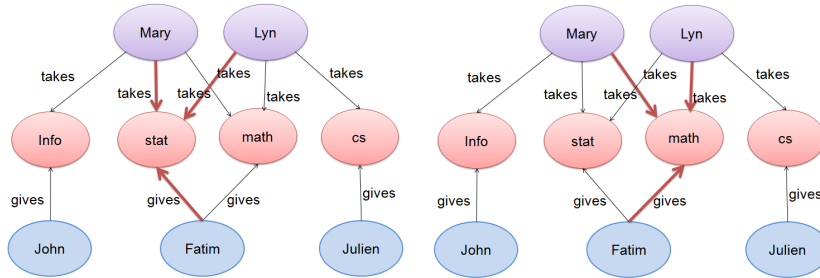 Mary Lyn Mary Lyn
takes takes takes takes takes takes
takes takes takes takes takes takes
Info stat math cs Info stat math cs
gives gives gives gives gives gives gives gives
John Fatim Julien John Fatim Julien